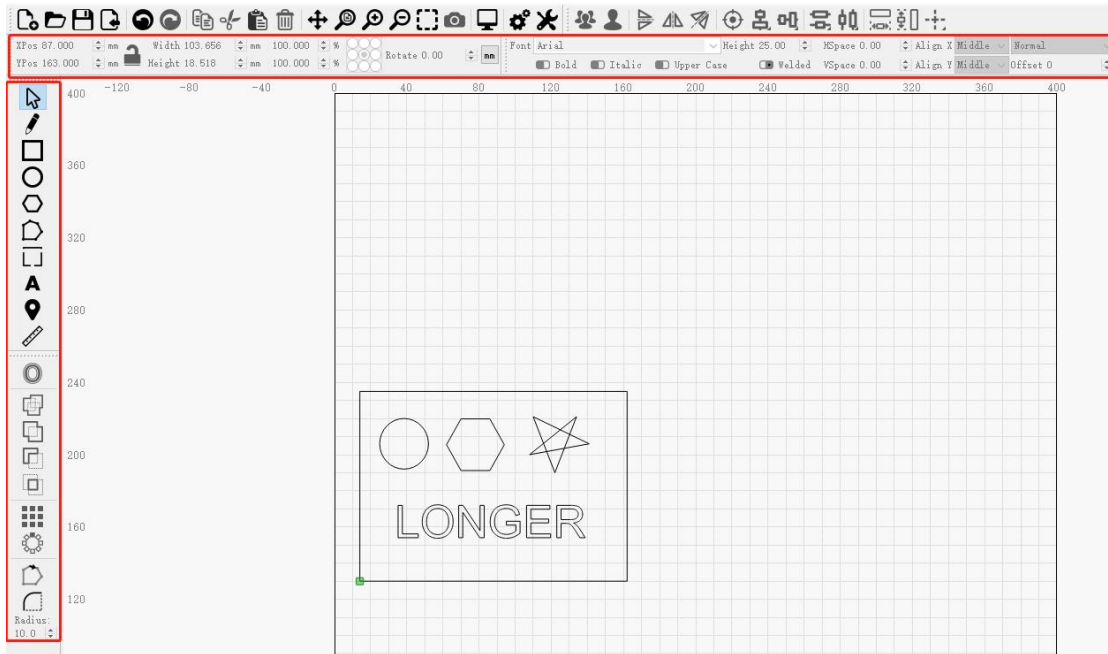 XPos 87.000 mm Width 103.656 mm 100.000 % Rotate 0.00 mm Font Arial Height 25.00 HSpace 0.00 Align X Middle Normal
YPos 163.000 mm Height 18.518 mm 100.000 % Bold Italic Upper Case Welded VSpace 0.00 Align Y Middle Offset 0
-120 -80 -40 0 40 80 120 160 200 240 280 320 360 400
400
360
320
A
280
240
200
LONGER
160
120
Radius:
10.0